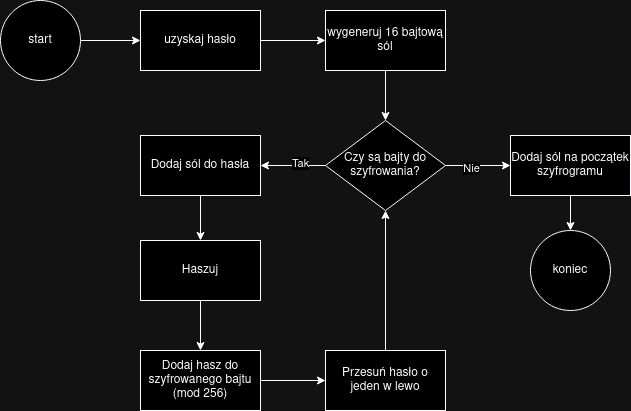 start
uzyskaj hasło
wygeneruj 16 bajtową
sól
Czy są bajty do
szyfrowania?
Tak
Nie
Dodaj sól do hasła
Dodaj sól na początek
szyfrogramu
Haszuj
koniec
Dodaj hasz do
szyfrowanego bajtu
(mod 256)
Przesuń hasło o
jeden w lewo